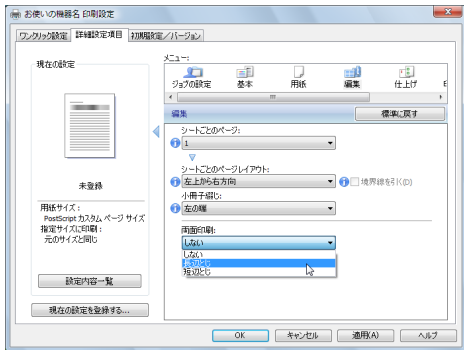 お使いの機器名 印刷設定
ワンクリック設定 詳細設定項目 初期設定/バージョン
現在の設定
未登録
用紙サイズ:
PostScript カスタム ページ サイズ
指定サイズに印刷:
元のサイズと同じ
設定内容一覧
現在の設定を登録する...
メニュー:
ジョブの設定 基本 用紙 編集 仕上げ
編集 標準に戻す
シートごとのページ:
1
シートごとのページレイアウト:
左上から右方向 境界線を引く(D)
小冊子綴じ:
左の端
両面印刷:
しない
しない
長辺とじ
短辺とじ
OK キャンセル 適用(A) ヘルプ